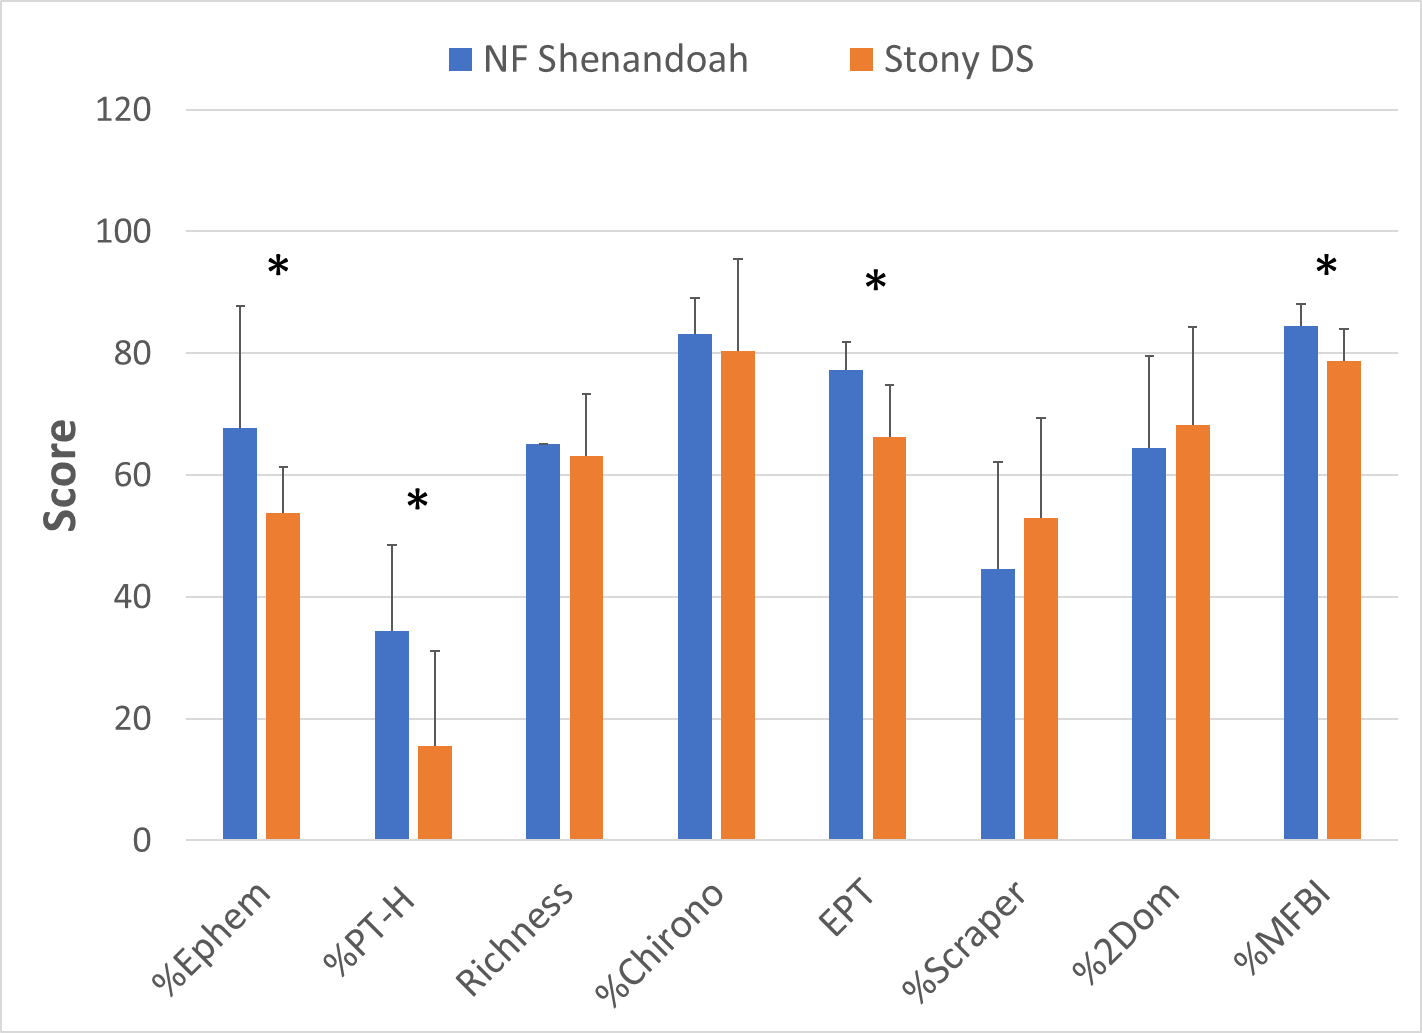 NF Shenandoah Stony DS
120
100
80
60
40
20
0
Score
* * * *
%Ephem %PT-H Richness %Chirono EPT %Scraper %2Dom %MFBI